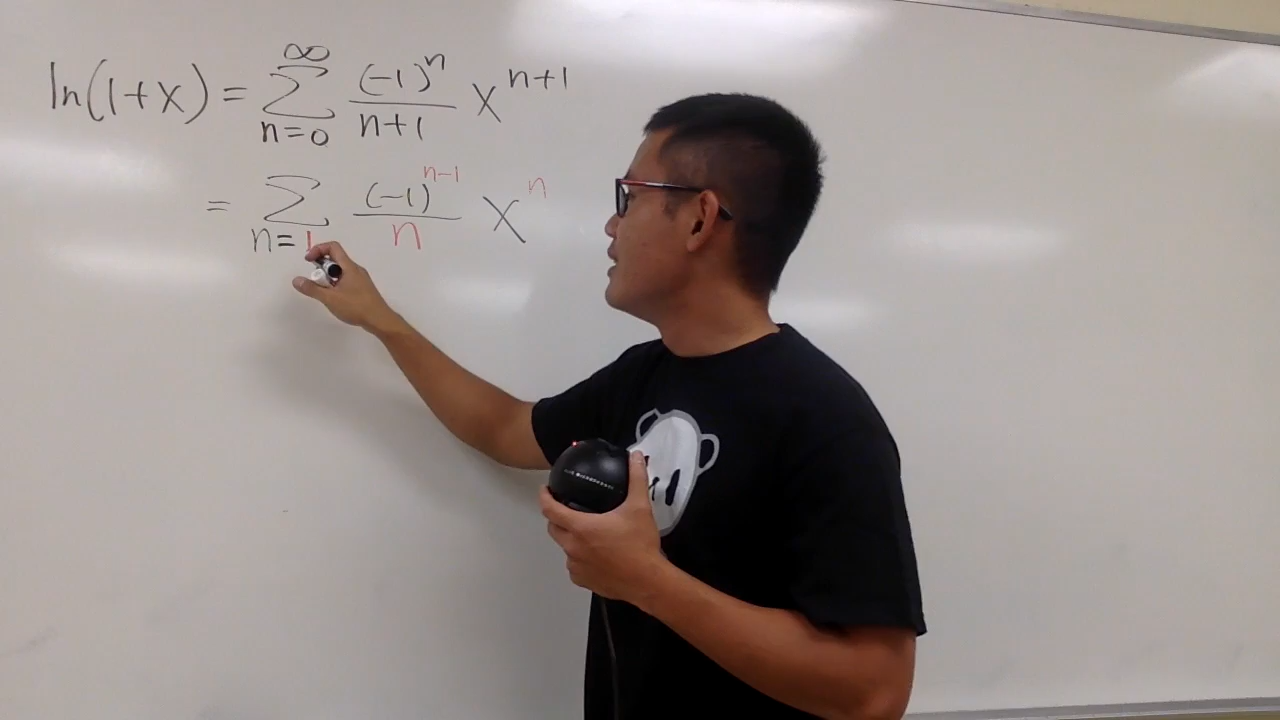 ln(1+x) = ∞∑n=0 (-1)^n/(n+1) x^(n+1)
= ∑n=1 (-1)^(n-1)/n x^n